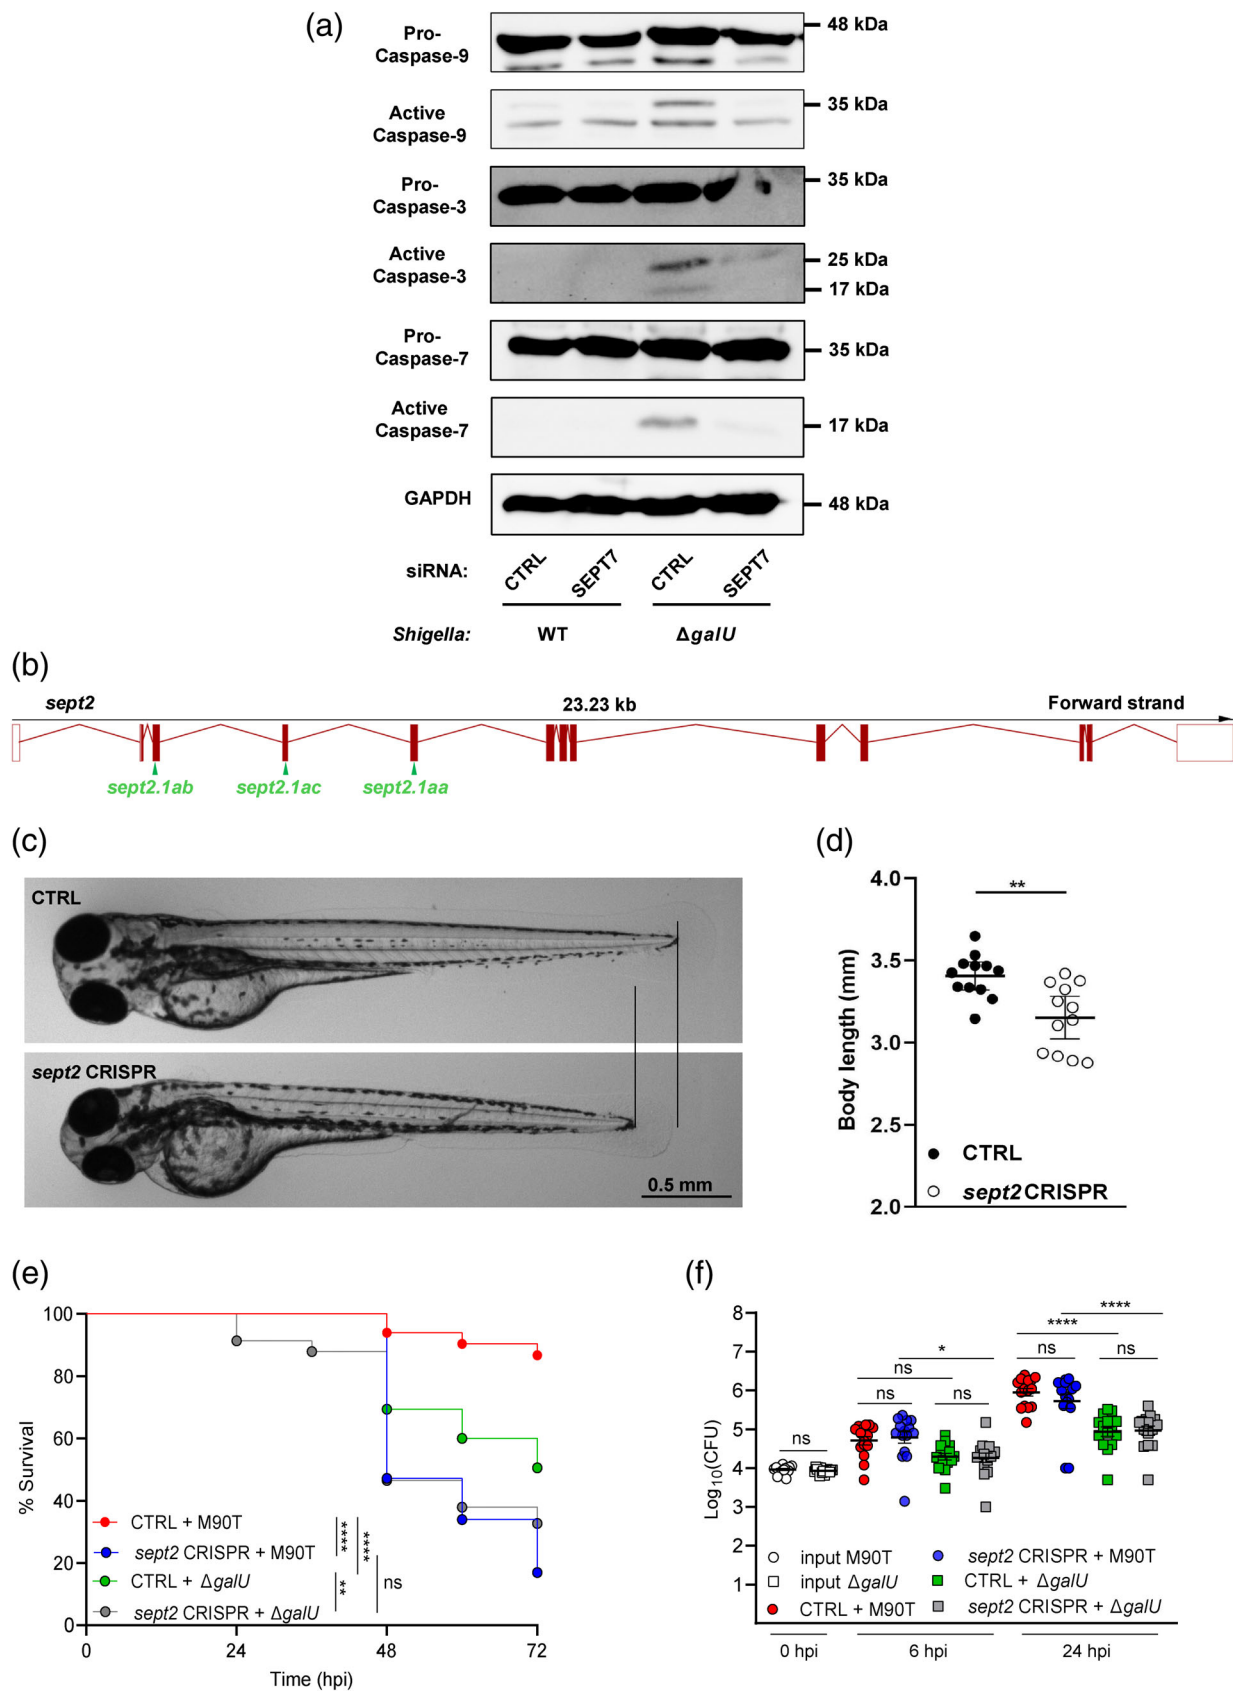 (a)
Pro-
Caspase-9
48 kDa
Active
Caspase-9
35 kDa
Pro-
Caspase-3
35 kDa
Active
Caspase-3
25 kDa
17 kDa
Pro-
Caspase-7
35 kDa
Active
Caspase-7
17 kDa
GAPDH
48 kDa
siRNA: CTRL SEPT7 CTRL SEPT7
Shigella: WT ΔgalU
(b)
sept2 23.23 kb Forward strand
sept2.1ab sept2.1ac sept2.1aa
(c)
CTRL
sept2 CRISPR
0.5 mm
(d)
**
4.0
3.5
3.0
2.5
2.0
Body length (mm)
CTRL
sept2 CRISPR
(e)
100
80
60
40
20
0
% Survival
CTRL + M90T
sept2 CRISPR + M90T
CTRL + ΔgalU
sept2 CRISPR + ΔgalU
****
****
**
ns
0 24 48 72
Time (hpi)
(f)
8
7
6
5
4
3
2
1
Log10(CFU)
ns
ns ns
ns
*
ns ns
****
****
input M90T
input ΔgalU
CTRL + M90T
sept2 CRISPR + M90T
CTRL + ΔgalU
sept2 CRISPR + ΔgalU
0 hpi 6 hpi 24 hpi